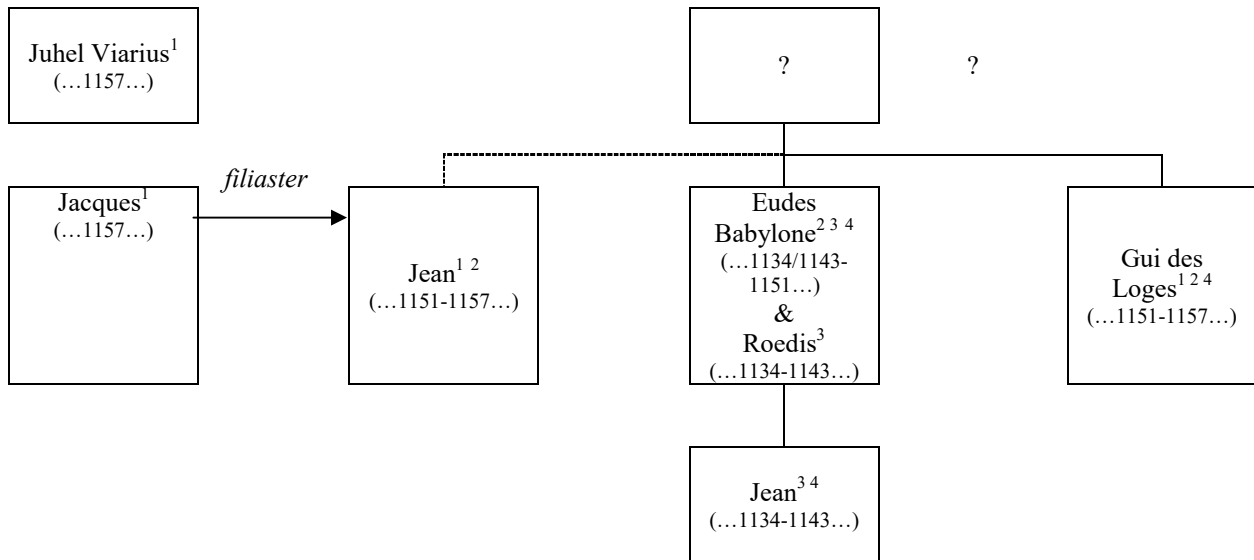 Juhel Viarius1
(…1157…)
?
?
filiaster
Jacques1
(…1157…)
Jean1 2
(…1151-1157…)
Eudes
Babylone2 3 4
(…1134/1143-
1151…)
&
Roedis3
(…1134-1143…)
Gui des
Loges1 2 4
(…1151-1157…)
Jean3 4
(…1134-1143…)